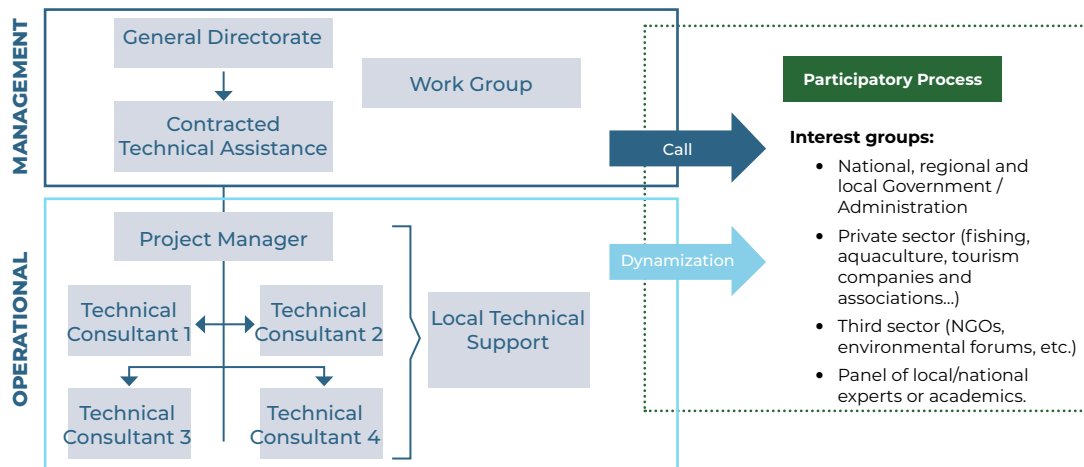 MANAGEMENT
General Directorate
Contracted
Technical Assistance
Work Group
Call
OPERATIONAL
Project Manager
Technical
Consultant 1
Technical
Consultant 2
Technical
Consultant 3
Technical
Consultant 4
Local Technical
Support
Dynamization
Participatory Process
Interest groups:
• National, regional and
local Government /
Administration
• Private sector (fishing,
aquaculture, tourism
companies and
associations...)
• Third sector (NGOs,
environmental forums, etc.)
• Panel of local/national
experts or academics.